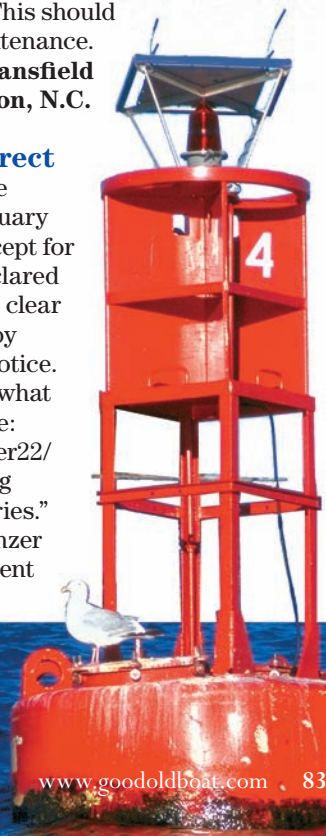 This should
tenance.
ansfield
on, N.C.
rect
e
uary
cept for
clared
clear
by
otice.
what
e:
er22/
g
ries.”
nzer
ent
4
www.goodoldboat.com 83